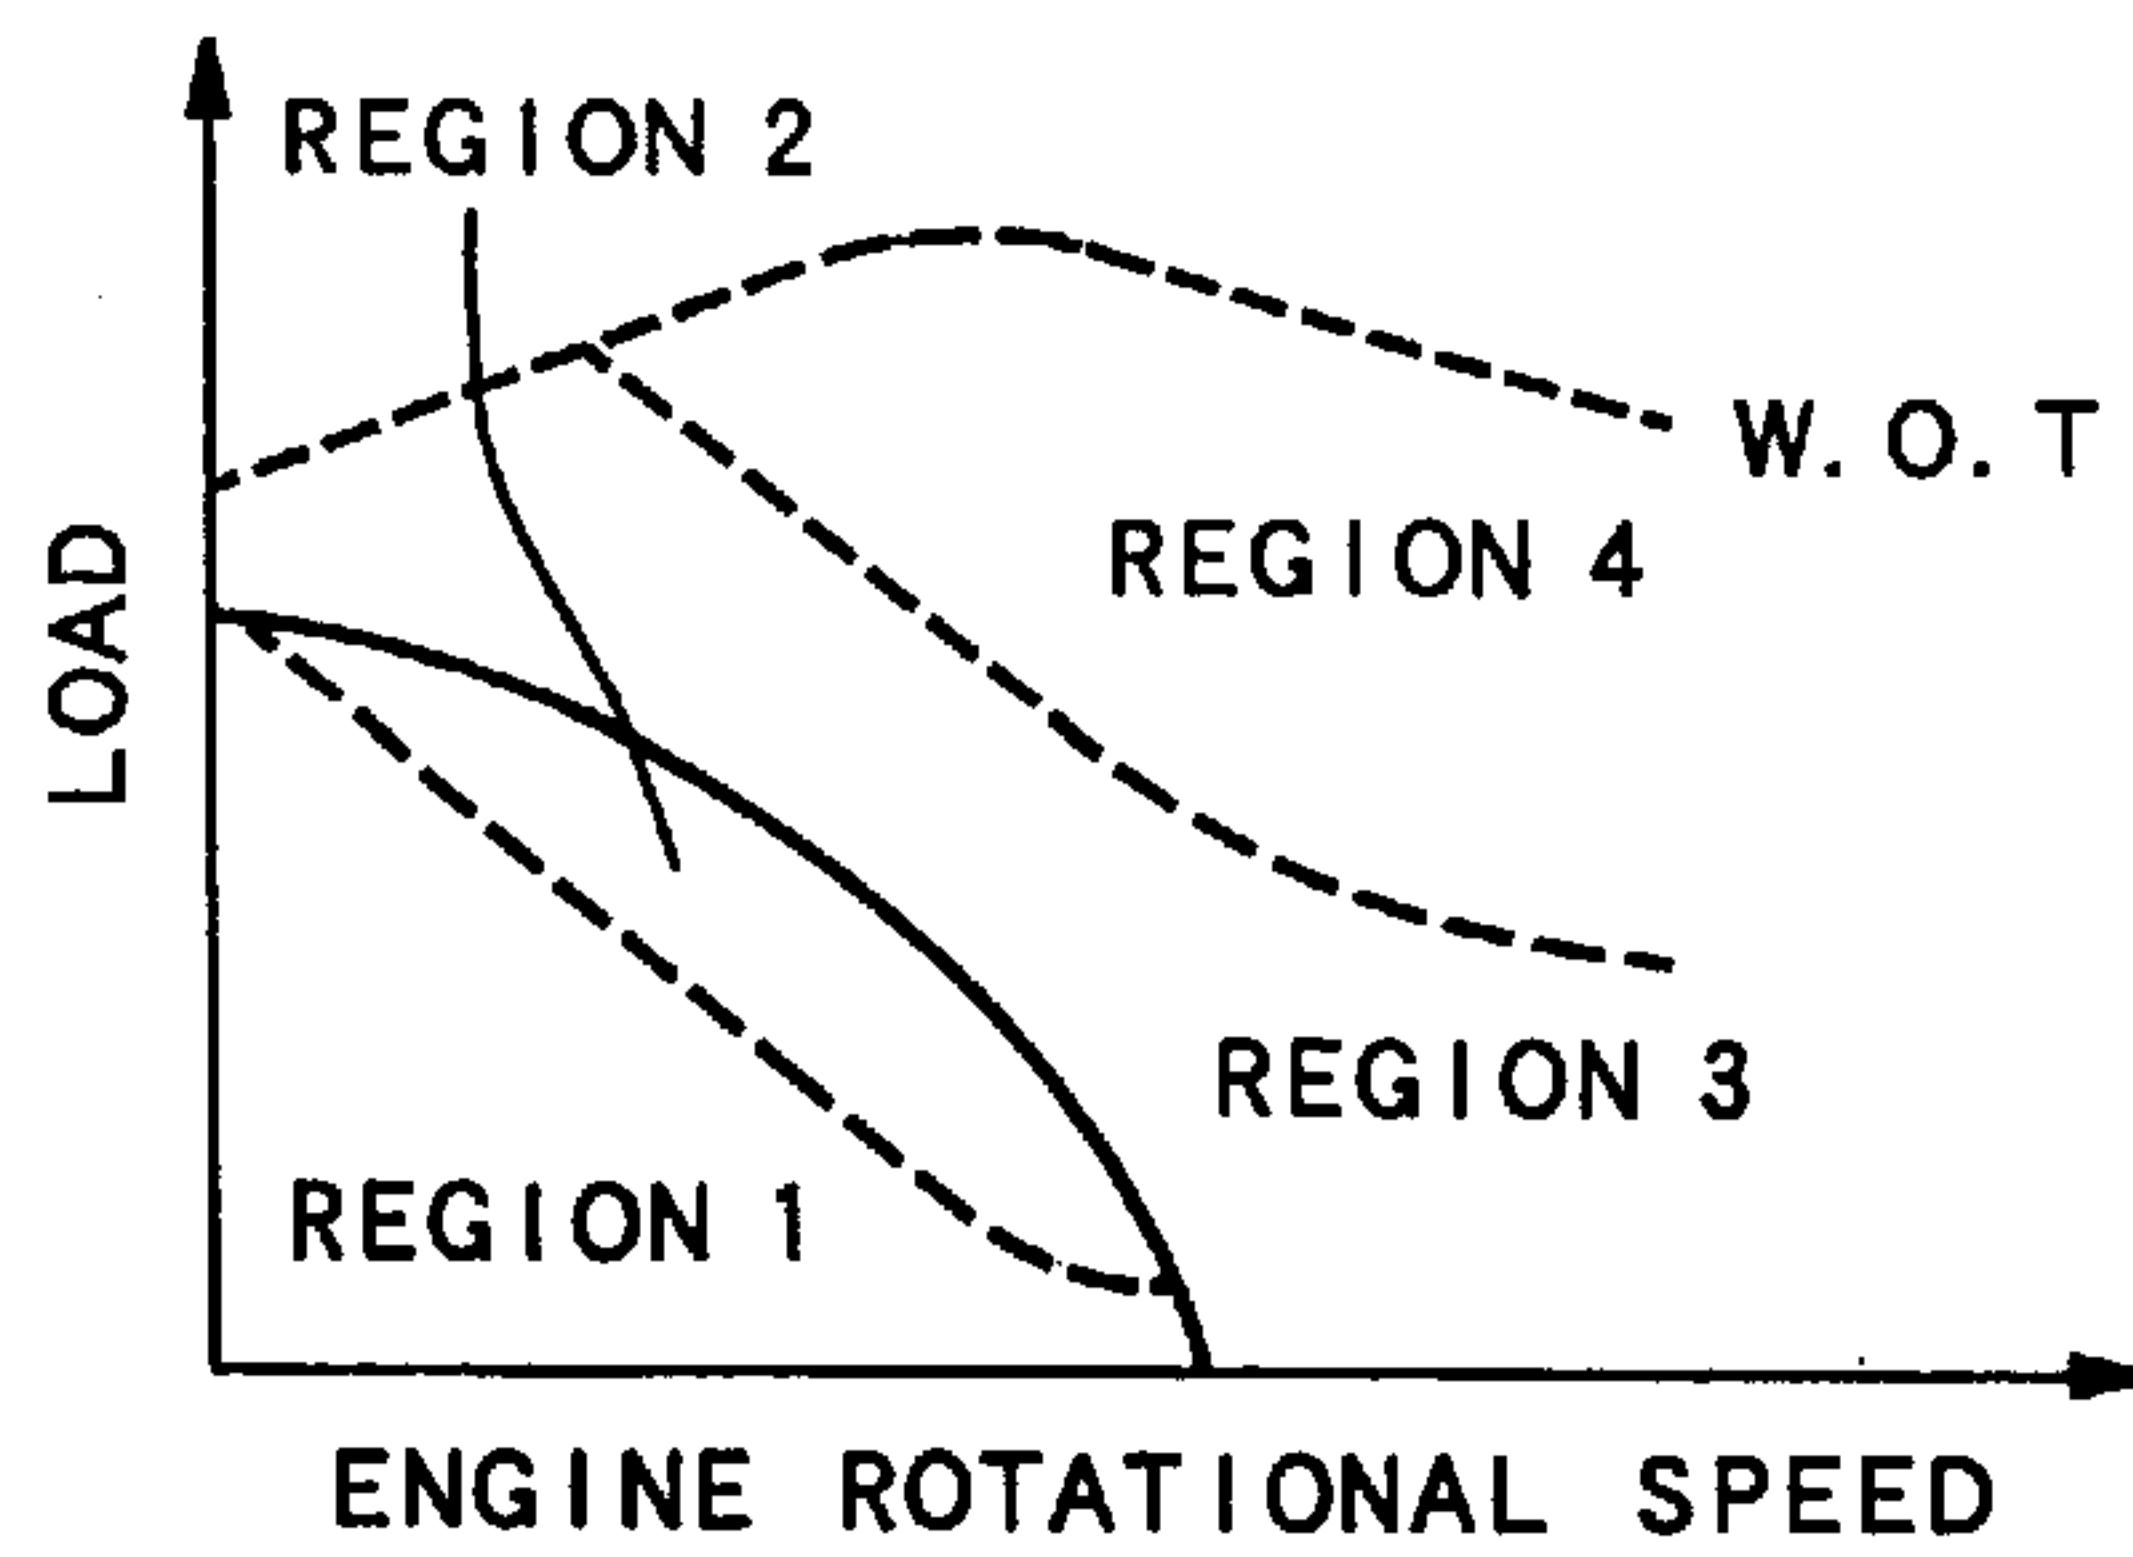 REGION 2
W. O. T
REGION 4
LOAD
REGION 3
REGION 1
ENGINE ROTATIONAL SPEED